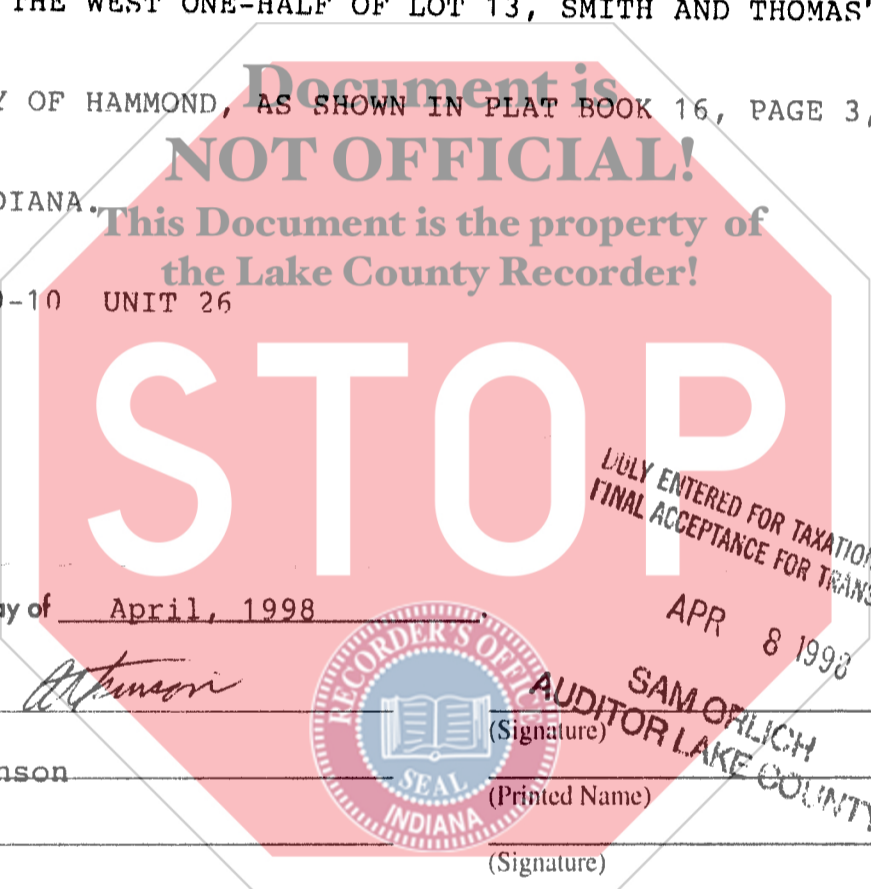 THE WEST ONE-HALF OF LOT 13, SMITH AND THOMAS'
Document is
Y OF HAMMOND, AS SHOWN IN PLAT BOOK 16, PAGE 3,
NOT OFFICIAL!
DIANA.
This Document is the property of
the Lake County Recorder!
-10 UNIT 26
STOP
DULY ENTERED FOR TAXATION
FINAL ACCEPTANCE FOR TRANS
ay of April, 1998.
APR 8 1998
RECORDER'S OFFICE
SEAL
INDIANA
SAM ORLICH
AUDITOR LAKE COUNTY
(Signature)
nson
(Printed Name)
(Signature)